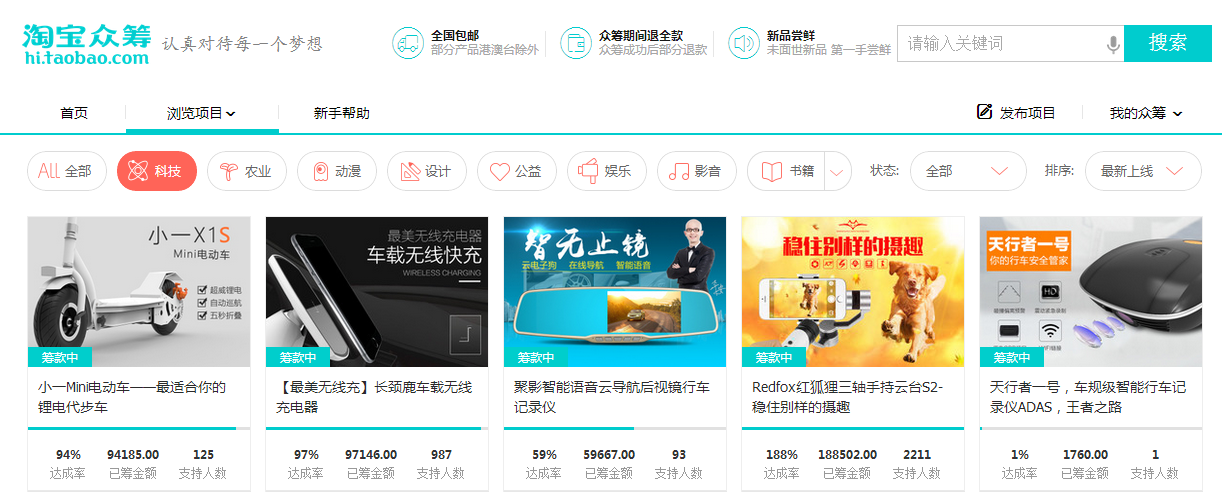 淘宝众筹
hi.taobao.com
认真对待每一个梦想
全国包邮
部分产品港澳台除外
众筹期间退全款
众筹成功后部分退款
新品尝鲜
未面世新品 第一手尝鲜
请输入关键词
搜索
首页
浏览项目
新手帮助
发布项目
我的众筹
ALL 全部
科技
农业
动漫
设计
公益
娱乐
影音
书籍
状态:
全部
排序:
最新上线
小一X1S
Mini电动车
超威锂电
自动巡航
五秒折叠
筹款中
小一Mini电动车——最适合你的
锂电代步车
94%
94185.00
125
达成率
已筹金额
支持人数
最美无线充电器
车载无线快充
WIRELESS CHARGING
筹款中
【最美无线充】长颈鹿车载无线
充电器
97%
97146.00
987
达成率
已筹金额
支持人数
智无止镜
云电子狗
在线导航
智能语音
筹款中
聚影智能语音云导航后视镜行车
记录仪
59%
59667.00
93
达成率
已筹金额
支持人数
稳住别样的摄趣
筹款中
Redfox红狐狸三轴手持云台S2-
稳住别样的摄趣
188%
188502.00
2211
达成率
已筹金额
支持人数
天行者一号
你的行车安全管家
HD
筹款中
天行者一号，车规级智能行车记
录仪ADAS，王者之路
1%
1760.00
1
达成率
已筹金额
支持人数